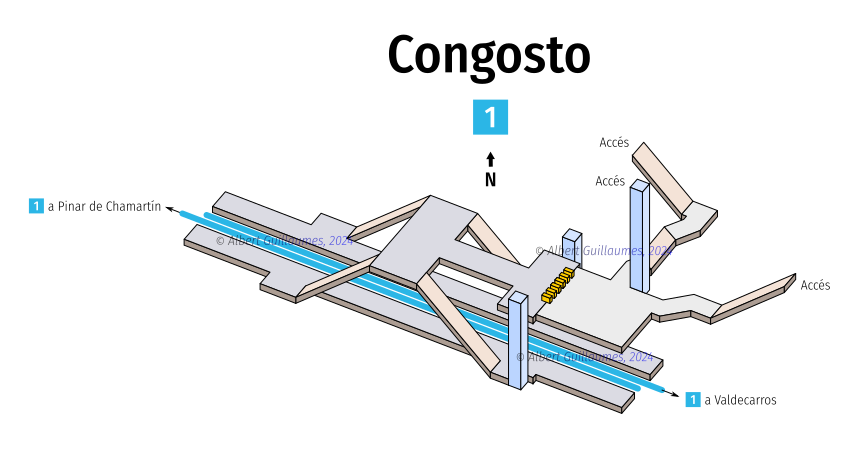 Congosto
1
N
Accés
Accés
1 a Pinar de Chamartín
© Albert Guillaumes, 2024
© Albert Guillaumes, 2024
Accés
© Albert Guillaumes, 2024
1 a Valdecarros